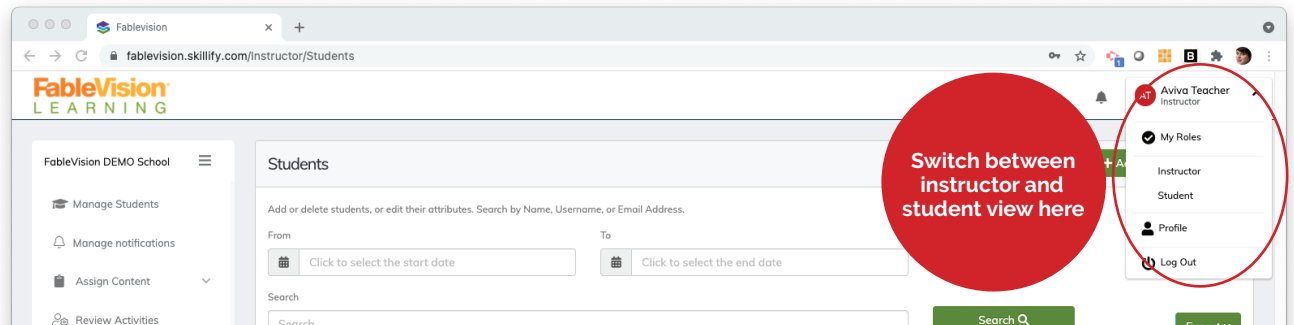 Fablevision
fablevision.skillify.com/Instructor/Students
1
B
FableVision
LEARNING
AT
Aviva Teacher
Instructor
My Roles
Instructor
Student
Profile
Log Out
Switch between
instructor and
student view here
FableVision DEMO School
Manage Students
Manage notifications
Assign Content
Review Activities
Students
Add or delete students, or edit their attributes. Search by Name, Username, or Email Address.
From
To
Click to select the start date
Click to select the end date
Search
Search
Search